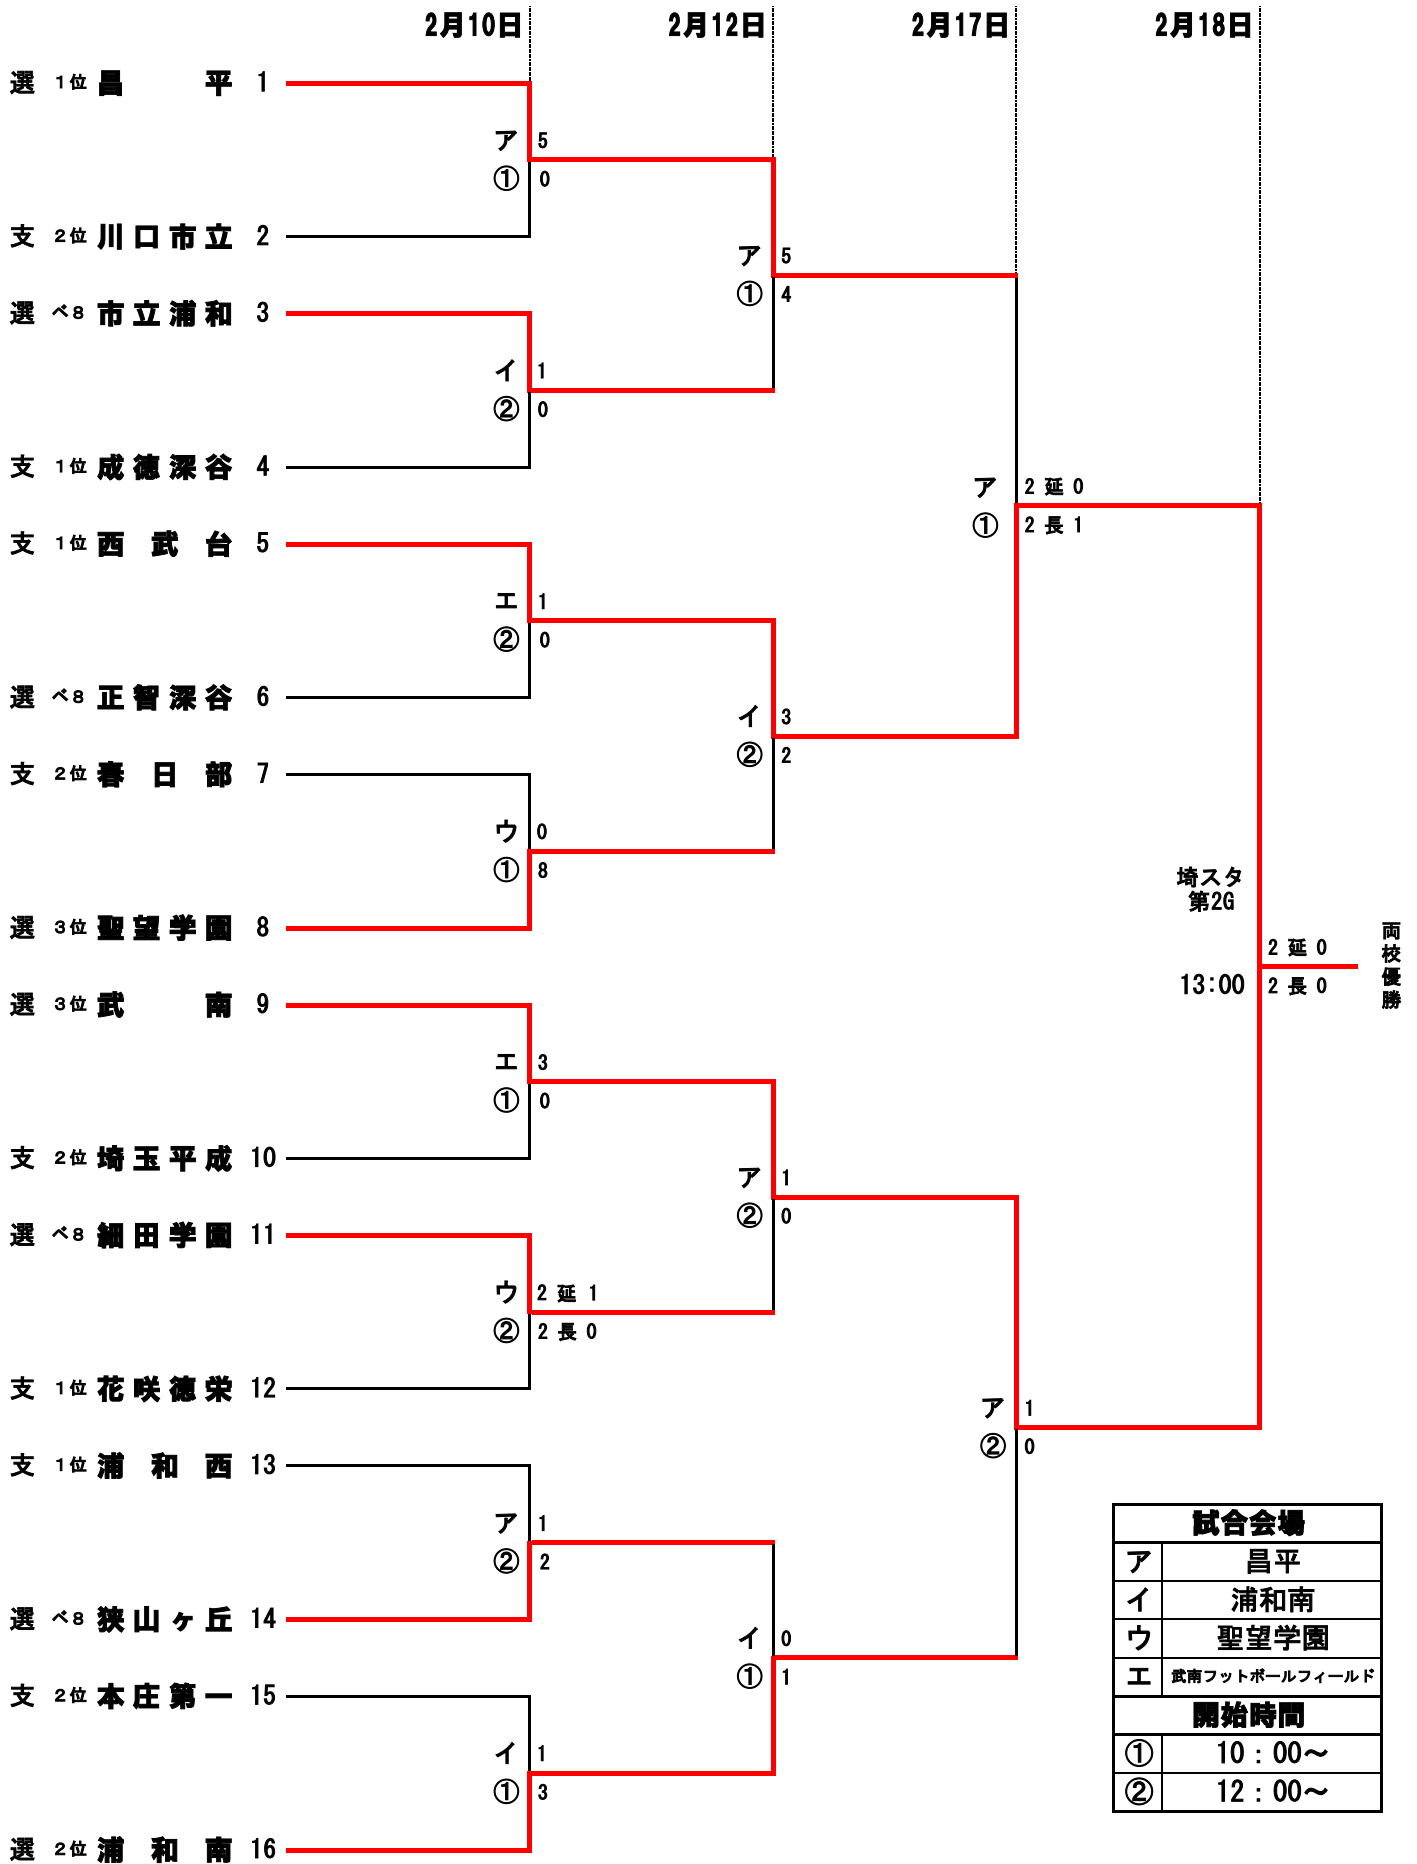 2月10日 2月12日 2月17日 2月18日
選 1位 昌平 1
ア 5
① 0
支 2位 川口市立 2
ア 5
① 4
選 ベ8 市立浦和 3
イ 1
② 0
支 1位 成徳深谷 4
ア 2 延 0
① 2 長 1
支 1位 西武台 5
エ 1
② 0
選 ベ8 正智深谷 6
イ 3
② 2
支 2位 春日部 7
ウ 0
① 8
選 3位 聖望学園 8
埼スタ
第2G
2 延 0
13:00 2 長 0
両校優勝
選 3位 武南 9
エ 3
① 0
支 2位 埼玉平成 10
ア 1
② 0
選 ベ8 細田学園 11
ウ 2 延 1
② 2 長 0
支 1位 花咲徳栄 12
ア 1
② 0
支 1位 浦和西 13
ア 1
② 2
選 ベ8 狭山ヶ丘 14
イ 0
① 1
支 2位 本庄第一 15
イ 1
① 3
選 2位 浦和南 16
試合会場
ア 昌平
イ 浦和南
ウ 聖望学園
エ 武南フットボールフィールド
開始時間
① 10：00～
② 12：00～